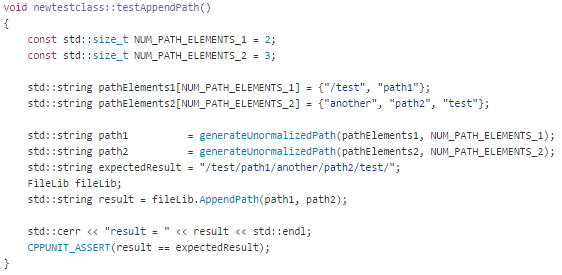 void newtestclass::testAppendPath()
{
    const std::size_t NUM_PATH_ELEMENTS_1 = 2;
    const std::size_t NUM_PATH_ELEMENTS_2 = 3;

    std::string pathElements1[NUM_PATH_ELEMENTS_1] = {"/test", "path1"};
    std::string pathElements2[NUM_PATH_ELEMENTS_2] = {"another", "path2", "test"};

    std::string path1          = generateUnormalizedPath(pathElements1, NUM_PATH_ELEMENTS_1);
    std::string path2          = generateUnormalizedPath(pathElements2, NUM_PATH_ELEMENTS_2);
    std::string expectedResult = "/test/path1/another/path2/test/";
    FileLib fileLib;
    std::string result = fileLib.AppendPath(path1, path2);

    std::cerr << "result = " << result << std::endl;
    CPPUNIT_ASSERT(result == expectedResult);
}